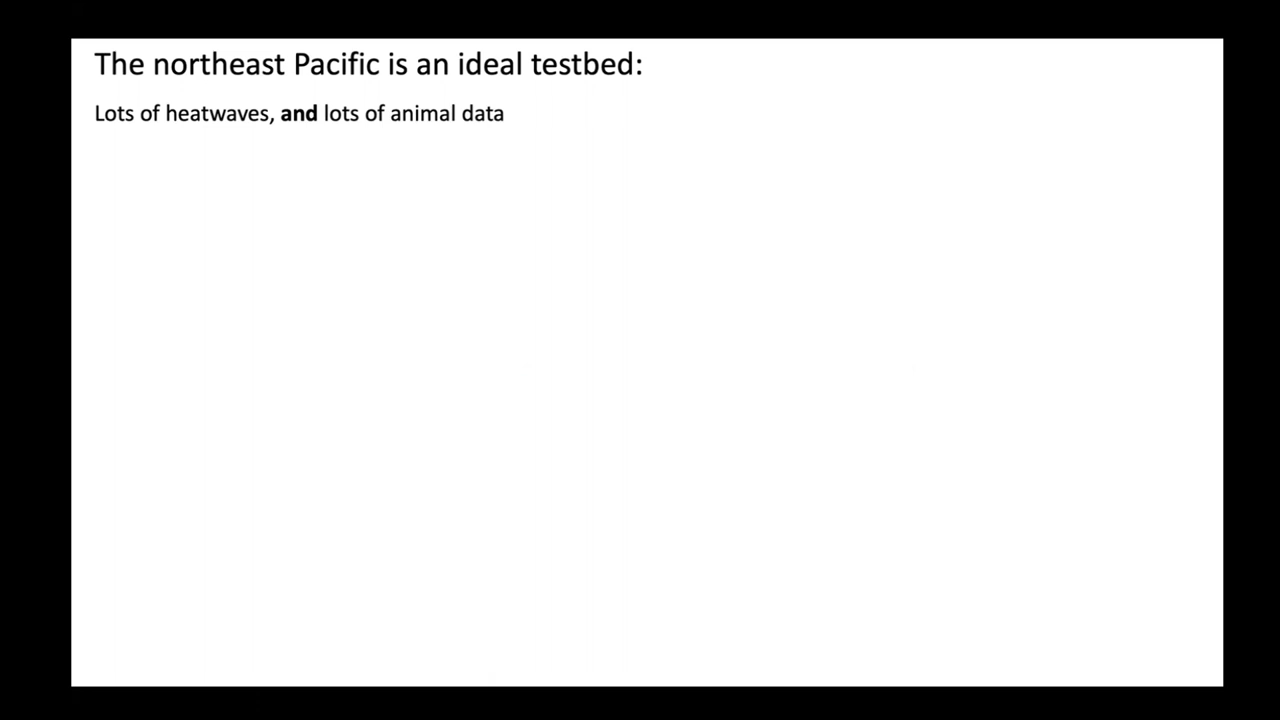 The northeast Pacific is an ideal testbed:
Lots of heatwaves, and lots of animal data